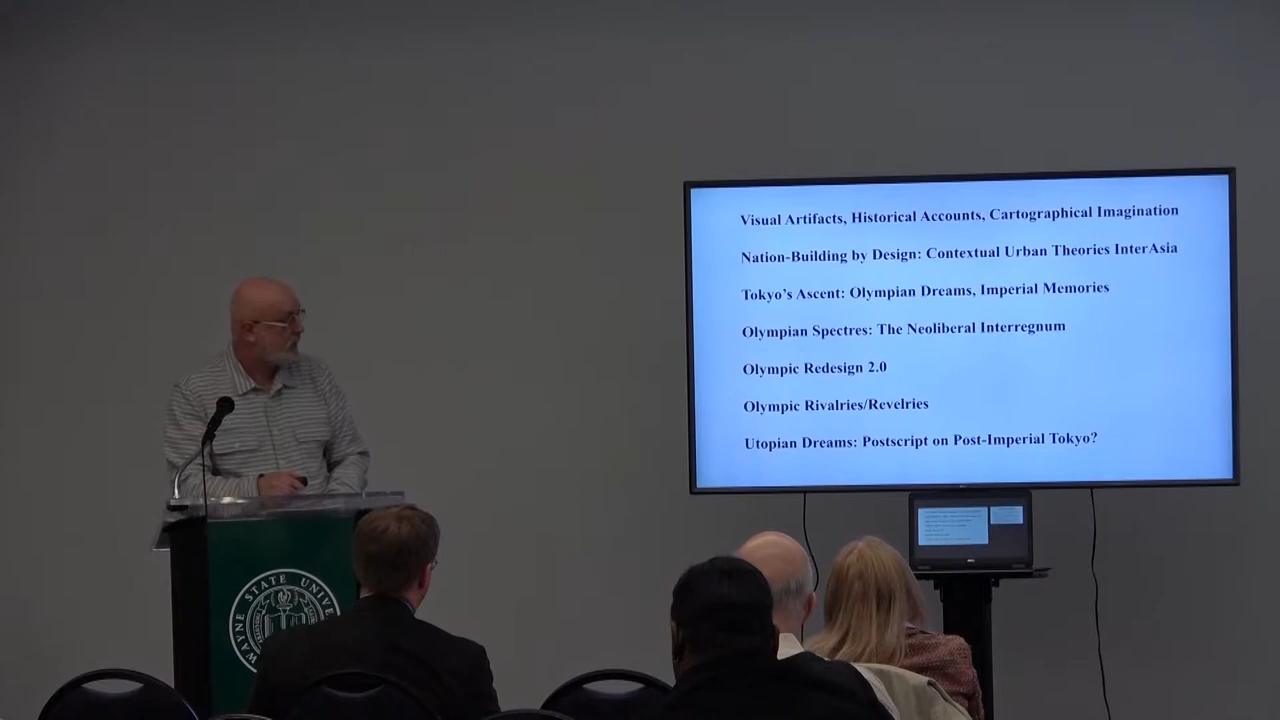 Visual Artifacts, Historical Accounts, Cartographical Imagination
Nation-Building by Design: Contextual Urban Theories InterAsia
Tokyo's Ascent: Olympian Dreams, Imperial Memories
Olympian Spectres: The Neoliberal Interregnum
Olympic Redesign 2.0
Olympic Rivalries/Revelries
Utopian Dreams: Postscript on Post-Imperial Tokyo?
WAYNE STATE UNIVE